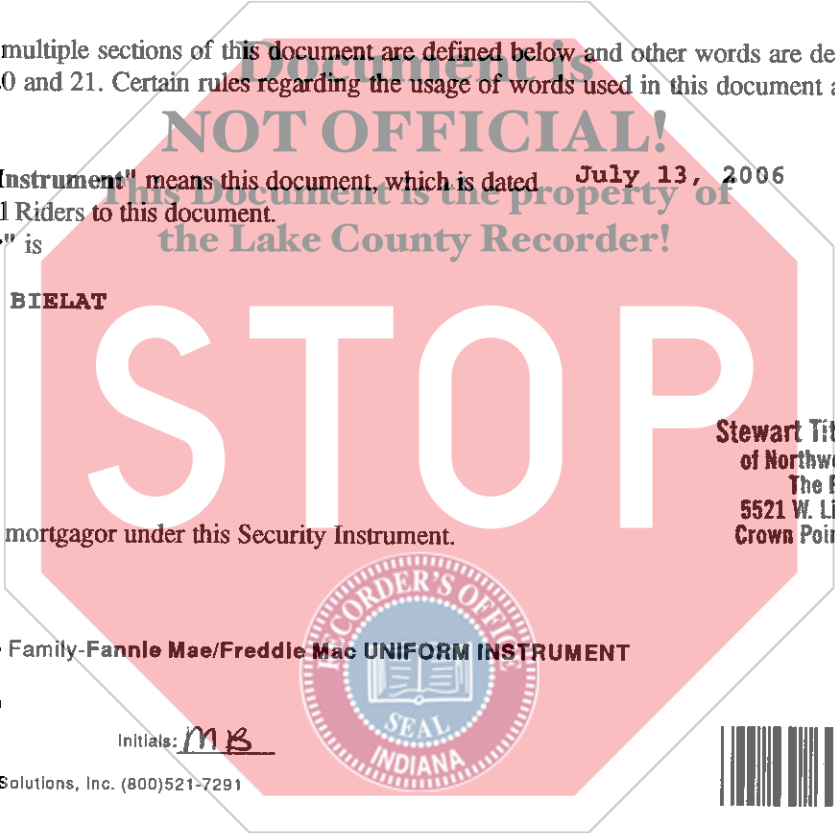 multiple sections of this document are defined below and other words are de
0 and 21. Certain rules regarding the usage of words used in this document a
Document is
NOT OFFICIAL!
Instrument" means this document, which is dated July 13, 2006
This Document is the property of
l Riders to this document.
the Lake County Recorder!
" is
BIELAT
STOP
Stewart Tit
of Northwe
The P
5521 W. Li
Crown Poin
mortgagor under this Security Instrument.
RECORDER'S OFFICE
Family-Fannie Mae/Freddie Mac UNIFORM INSTRUMENT
SEAL
INDIANA
Initials: MB
Solutions, Inc. (800)521-7291